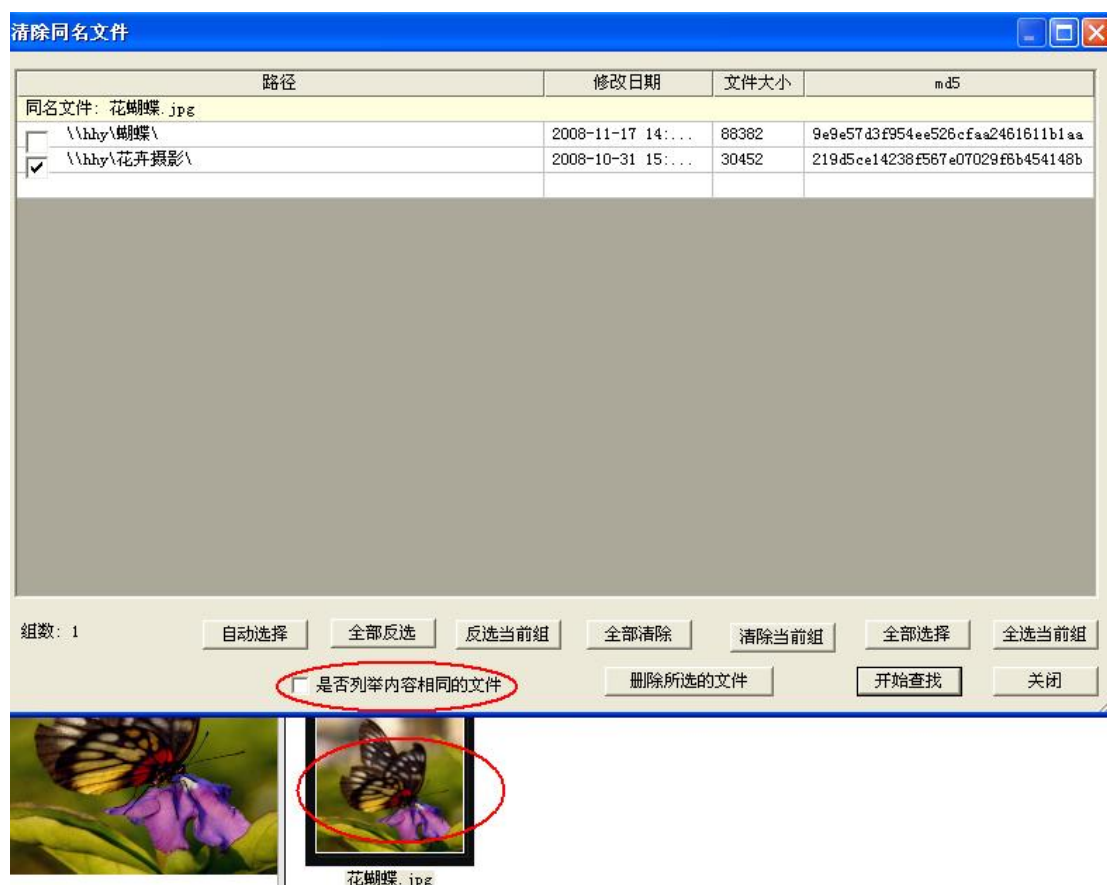 清除同名文件
路径 修改日期 文件大小 md5
同名文件: 花蝴蝶.jpg
\\hhy\蝴蝶\ 2008-11-17 14:... 88382 9e9e57d3f954ee526cfaa2461611b1aa
\\hhy\花卉摄影\ 2008-10-31 15:... 30452 219d5ce14238f567e07029f6b454148b
组数: 1 自动选择 全部反选 反选当前组 全部清除 清除当前组 全部选择 全选当前组
是否列举内容相同的文件 删除所选的文件 开始查找 关闭
花蝴蝶.jpg